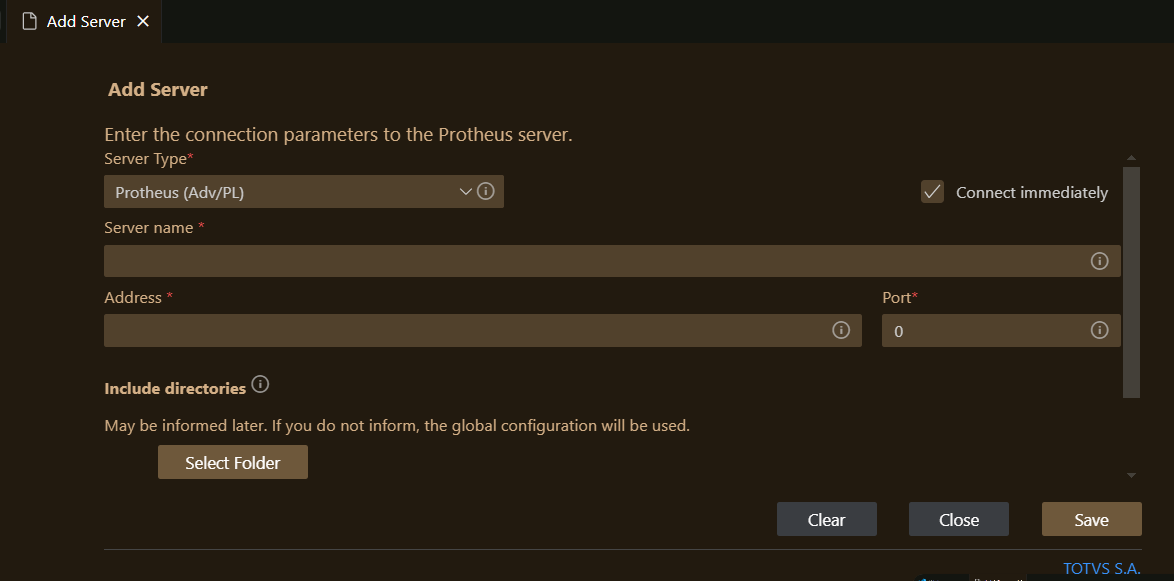 Add Server
Add Server
Enter the connection parameters to the Protheus server.
Server Type*
Protheus (Adv/PL)
Connect immediately
Server name *
Address * Port*
0
Include directories
May be informed later. If you do not inform, the global configuration will be used.
Select Folder
Clear Close Save
TOTVS S.A.